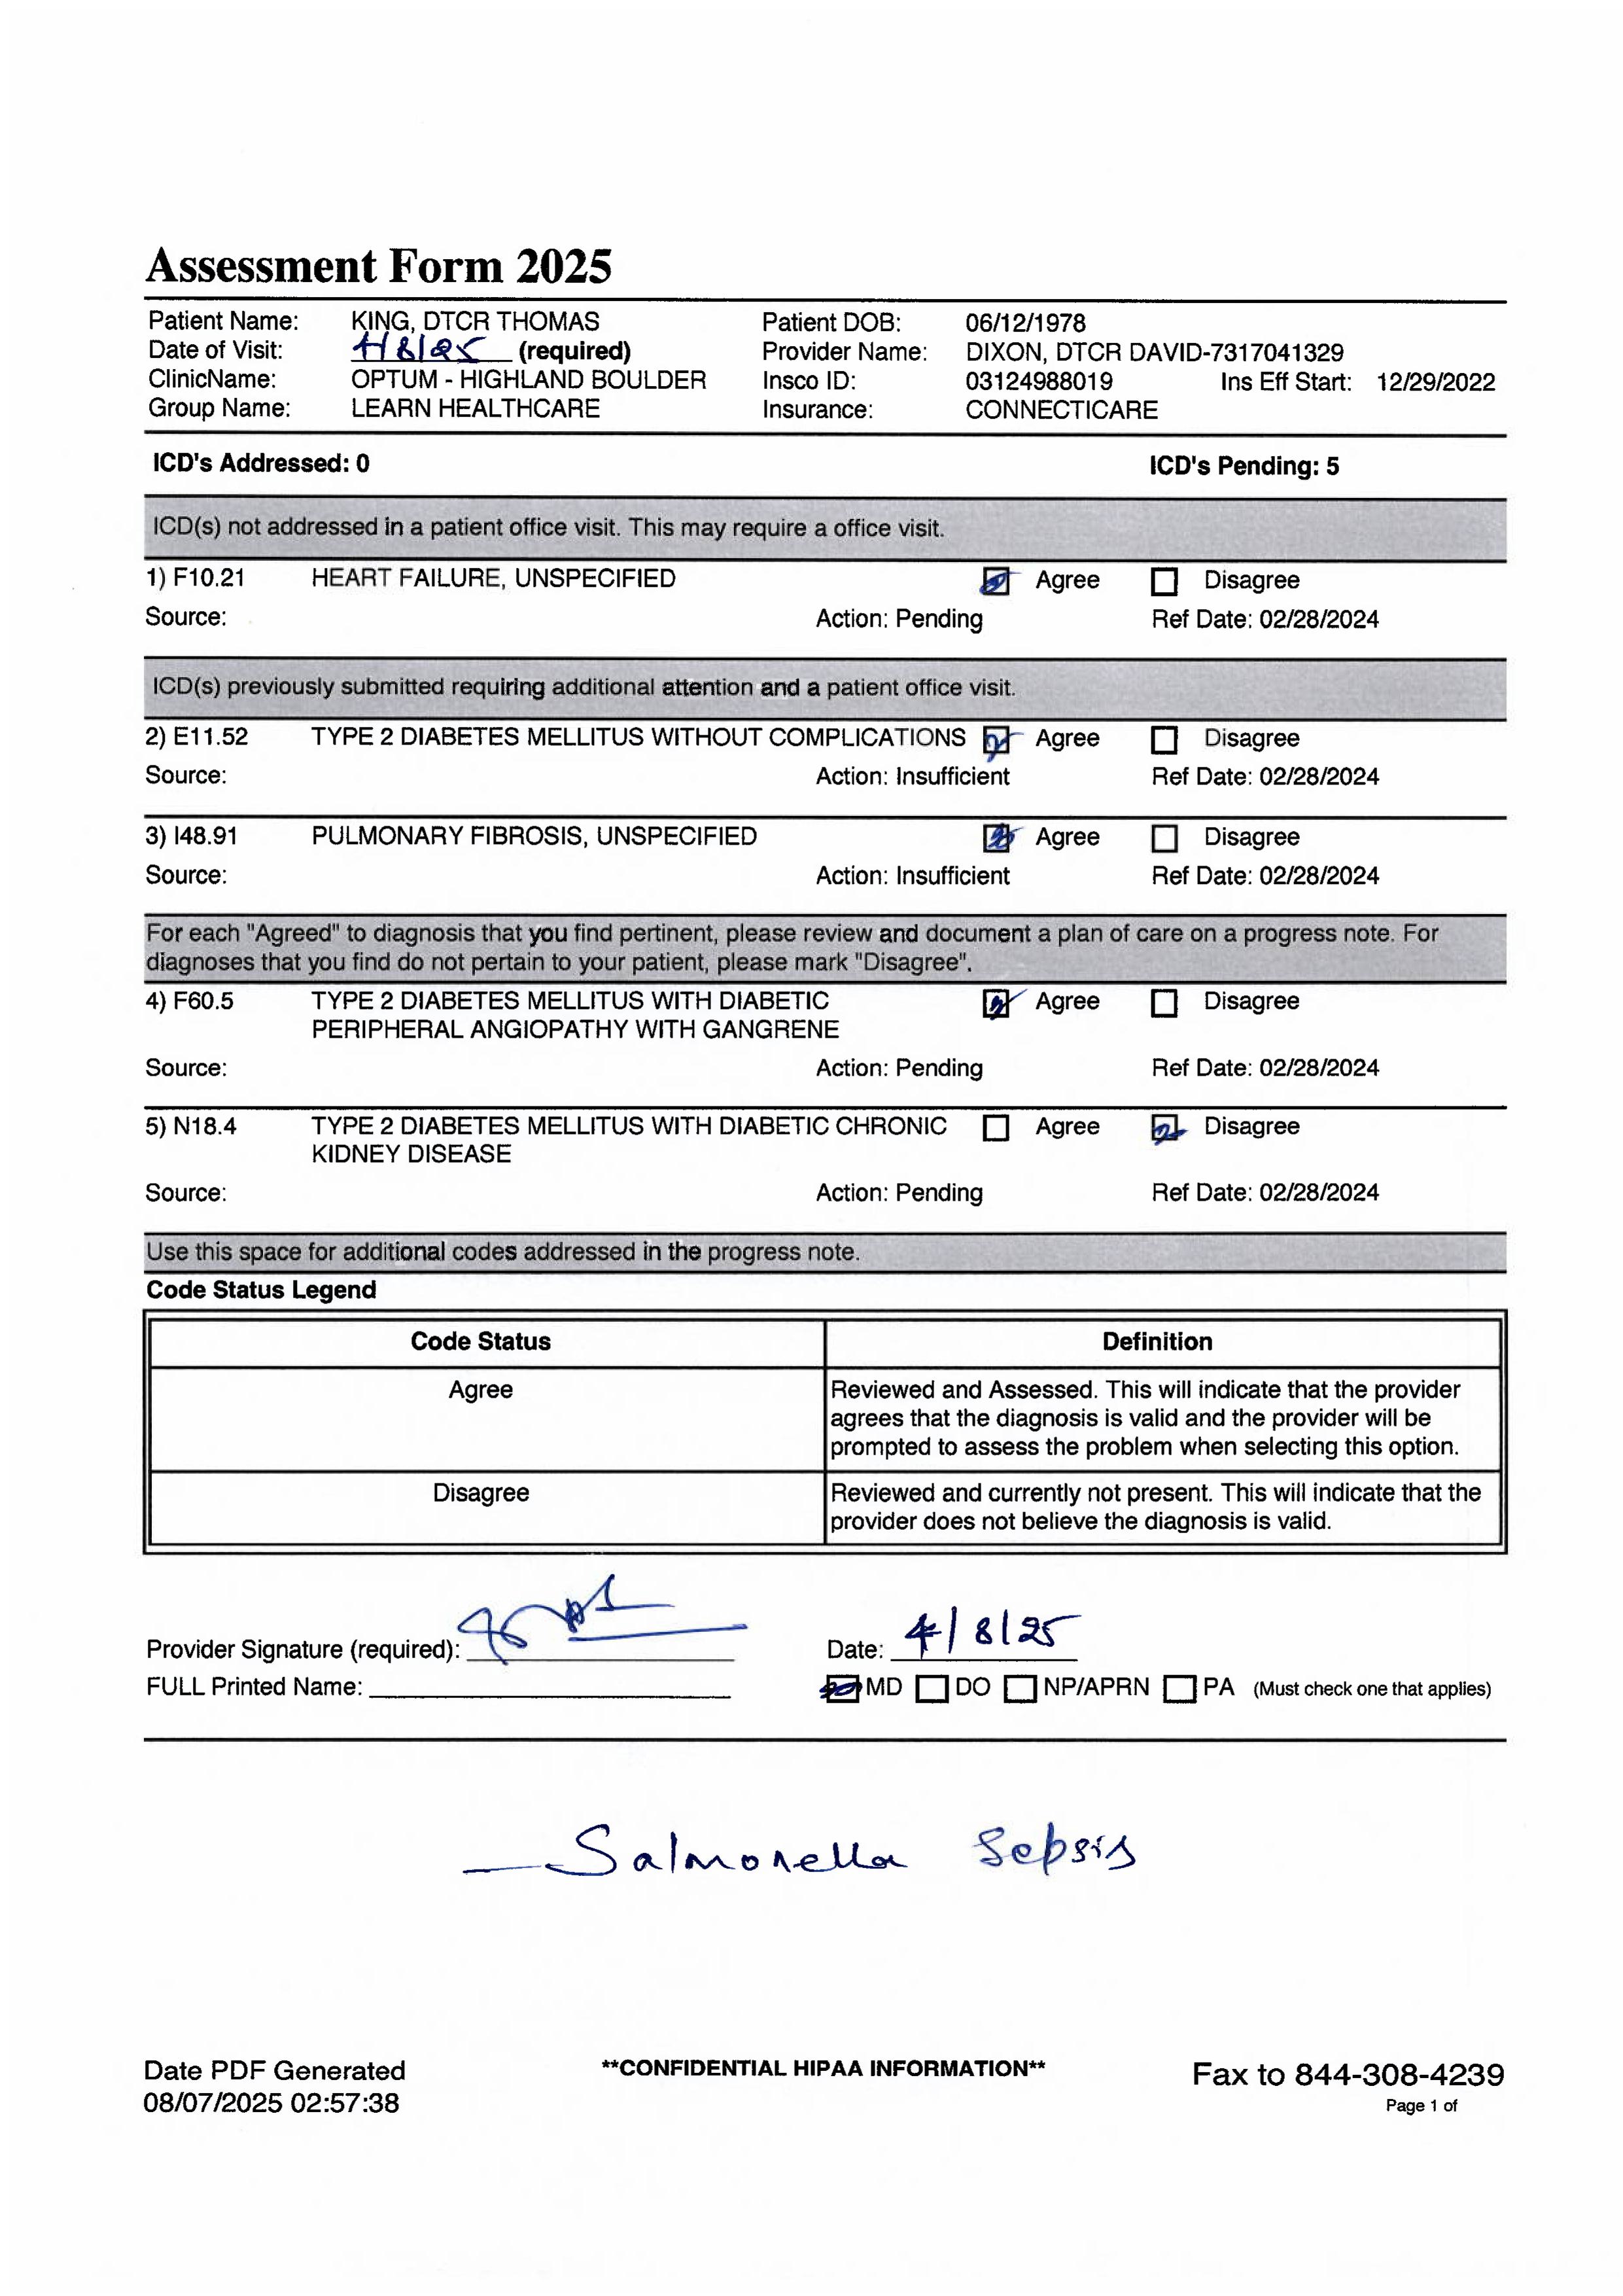 Assessment Form 2025
Patient Name: KING, DTCR THOMAS Patient DOB: 06/12/1978
Date of Visit: 4/8/25 (required) Provider Name: DIXON, DTCR DAVID-7317041329
ClinicName: OPTUM - HIGHLAND BOULDER Insco ID: 03124988019 Ins Eff Start: 12/29/2022
Group Name: LEARN HEALTHCARE Insurance: CONNECTICARE
ICD's Addressed: 0 ICD's Pending: 5
ICD(s) not addressed in a patient office visit. This may require a office visit.
1) F10.21 HEART FAILURE, UNSPECIFIED Agree Disagree
Source: Action: Pending Ref Date: 02/28/2024
ICD(s) previously submitted requiring additional attention and a patient office visit.
2) E11.52 TYPE 2 DIABETES MELLITUS WITHOUT COMPLICATIONS Agree Disagree
Source: Action: Insufficient Ref Date: 02/28/2024
3) I48.91 PULMONARY FIBROSIS, UNSPECIFIED Agree Disagree
Source: Action: Insufficient Ref Date: 02/28/2024
For each "Agreed" to diagnosis that you find pertinent, please review and document a plan of care on a progress note. For
diagnoses that you find do not pertain to your patient, please mark "Disagree".
4) F60.5 TYPE 2 DIABETES MELLITUS WITH DIABETIC Agree Disagree
PERIPHERAL ANGIOPATHY WITH GANGRENE
Source: Action: Pending Ref Date: 02/28/2024
5) N18.4 TYPE 2 DIABETES MELLITUS WITH DIABETIC CHRONIC Agree Disagree
KIDNEY DISEASE
Source: Action: Pending Ref Date: 02/28/2024
Use this space for additional codes addressed in the progress note.
Code Status Legend
Code Status Definition
Agree Reviewed and Assessed. This will indicate that the provider
agrees that the diagnosis is valid and the provider will be
prompted to assess the problem when selecting this option.
Disagree Reviewed and currently not present. This will indicate that the
provider does not believe the diagnosis is valid.
Provider Signature (required): Date: 4/8/25
FULL Printed Name: MD DO NP/APRN PA (Must check one that applies)
Salmonella Sepsis
Date PDF Generated **CONFIDENTIAL HIPAA INFORMATION** Fax to 844-308-4239
08/07/2025 02:57:38 Page 1 of